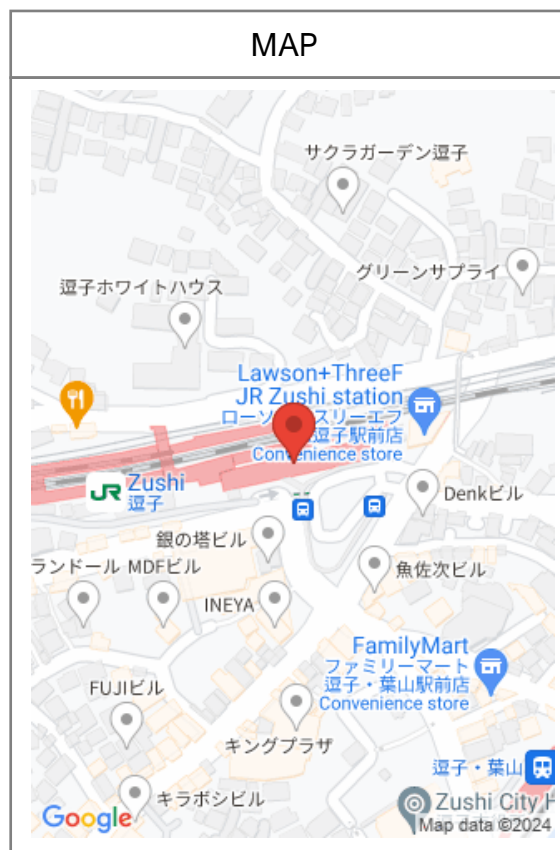 MAP
サクラガーデン逗子
グリーンサプライ
逗子ホワイトハウス
Lawson+ThreeF
JR Zushi station
ローソ スリーエフ
逗子駅前店
Convenience store
JR
Zushi
逗子
Denkビル
銀の塔ビル
ランドール MDFビル
魚佐次ビル
INEYA
FamilyMart
ファミリーマート
逗子・葉山駅前店
Convenience store
FUJIビル
キングプラザ
逗子・葉山
キラボシビル
Zushi City H
Google
Map data ©2024